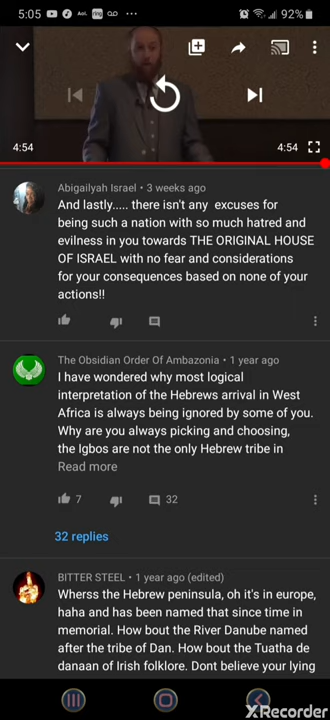 5:05
92%
4:54
4:54
Abigailyah Israel • 3 weeks ago
And lastly..... there isn't any excuses for
being such a nation with so much hatred and
evilness in you towards THE ORIGINAL HOUSE
OF ISRAEL with no fear and considerations
for your consequences based on none of your
actions!!
The Obsidian Order Of Ambazonia • 1 year ago
I have wondered why most logical
interpretation of the Hebrews arrival in West
Africa is always being ignored by some of you.
Why are you always picking and choosing,
the Igbos are not the only Hebrew tribe in
Read more
7
32
32 replies
BITTER STEEL • 1 year ago (edited)
Wherss the Hebrew peninsula, oh it's in europe,
haha and has been named that since time in
memorial. How bout the River Danube named
after the tribe of Dan. How bout the Tuatha de
danaan of Irish folklore. Dont believe your lying
XRecorder